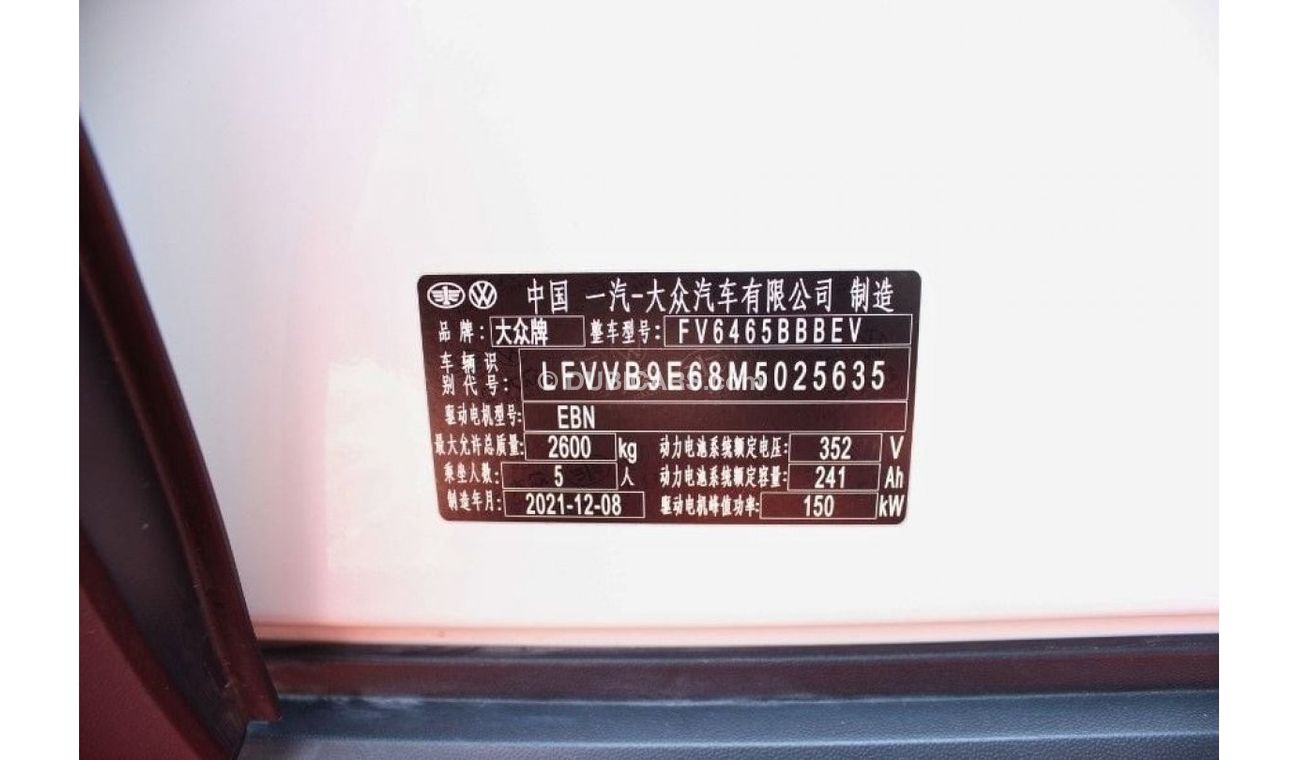 中国 一汽-大众汽车有限公司 制造
品牌: 大众牌 整车型号: FV6465BBBEV
车辆识
别代号: LFVVB9E68M5025635
© DUBICARS.com
驱动电机型号: EBN
最大允许总质量: 2600 kg 动力电池系统额定电压: 352 V
乘坐人数: 5 人 动力电池系统额定容量: 241 Ah
制造年月: 2021-12-08 驱动电机峰值功率: 150 kW